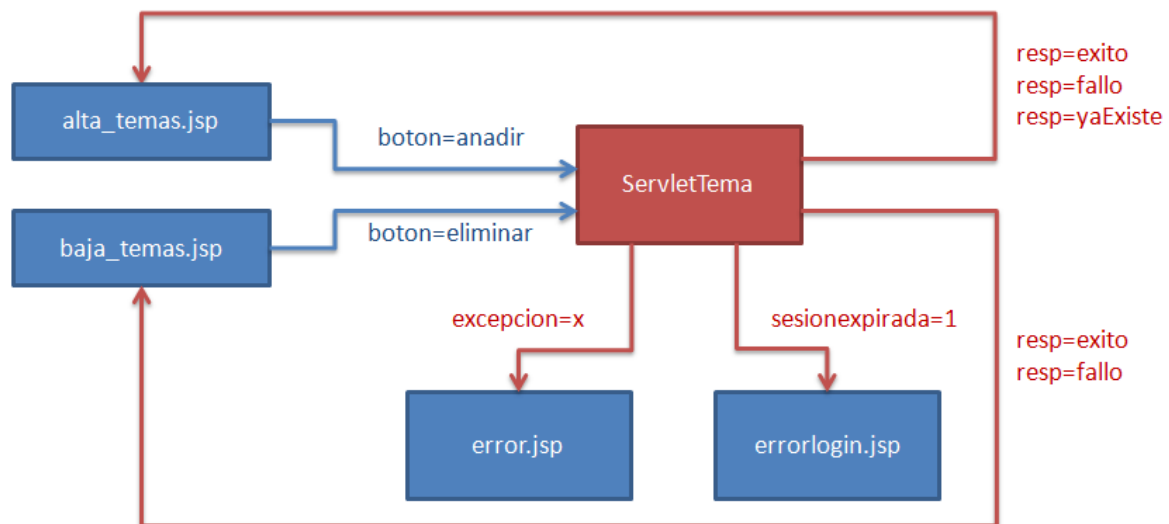 resp=exito
resp=fallo
resp=yaExiste
alta_temas.jsp
boton=anadir
ServletTema
baja_temas.jsp
boton=eliminar
excepcion=x
sesionexpirada=1
resp=exito
resp=fallo
error.jsp
errorlogin.jsp